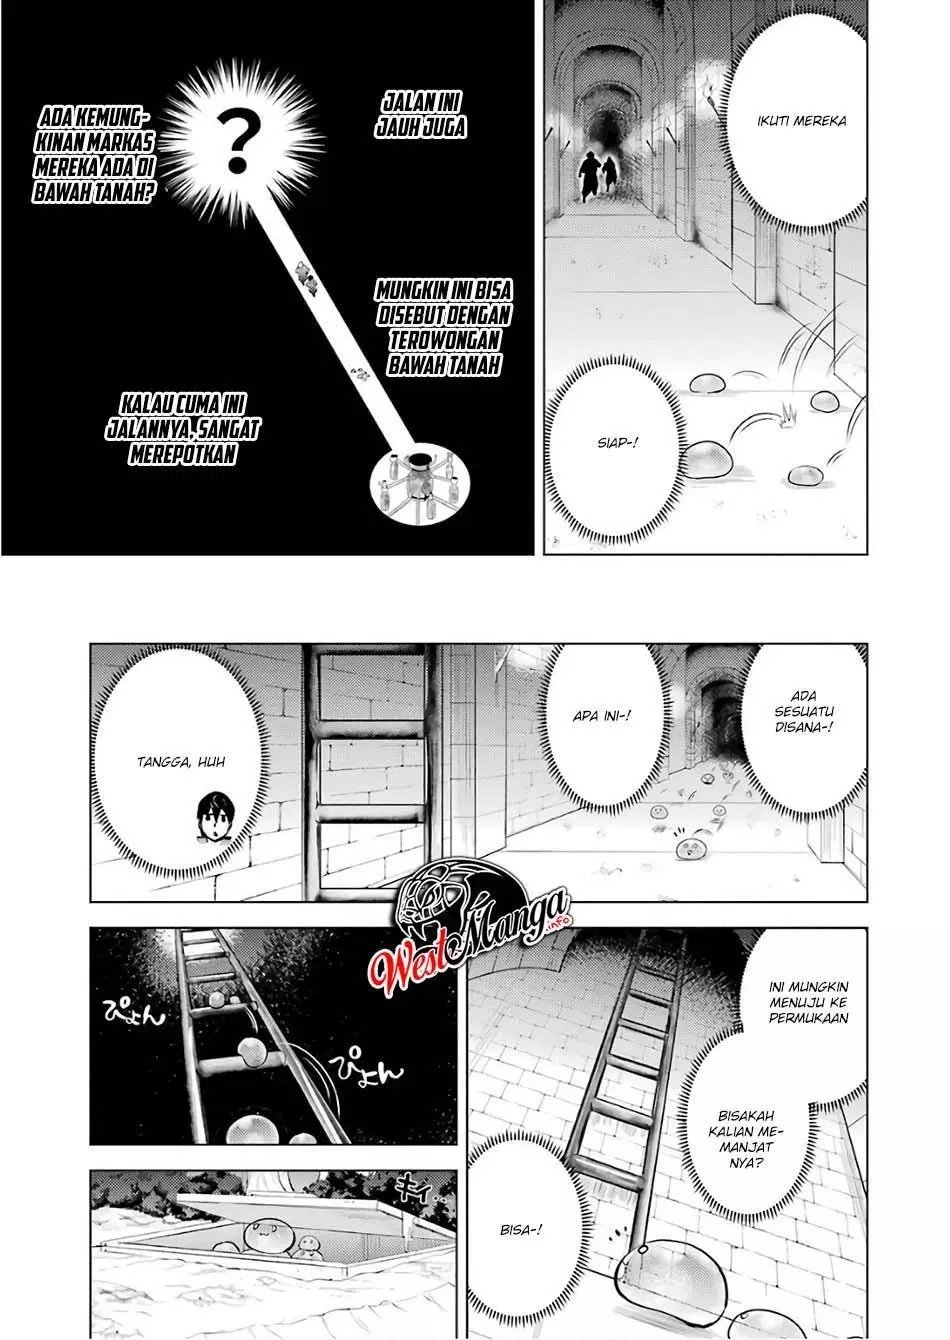 IKUTI MEREKA
SIAP-!
JALAN INI
JAUH JUGA
ADA KEMUNG-
KINAN MARKAS
MEREKA ADA DI
BAWAH TANAH?
?
MUNGKIN INI BISA
DISEBUT DENGAN
TEROWONGAN
BAWAH TANAH
KALAU CUMA INI
JALANNYA, SANGAT
MEREPOTKAN
ADA
SESUATU
DISANA-!
APA INI-!
TANGGA, HUH
WestManga
.info
INI MUNGKIN
MENUJU KE
PERMUKAAN
BISAKAH
KALIAN ME-
MANJAT
NYA?
BISA-!
ぴょん
ぴょん
キィ…